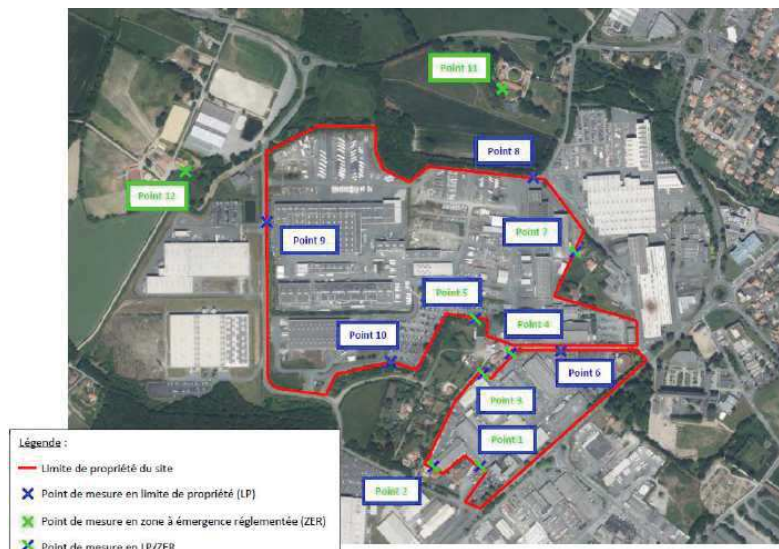 Point 11
Point 8
Point 12
Point 7
Point 9
Point 5
Point 4
Point 10
Point 6
Point 3
Point 1
Point 2
Légende :
Limite de propriété du site
Point de mesure en limite de propriété (LP)
Point de mesure en zone à émergence réglementée (ZER)
Point de mesure en LP/ZER